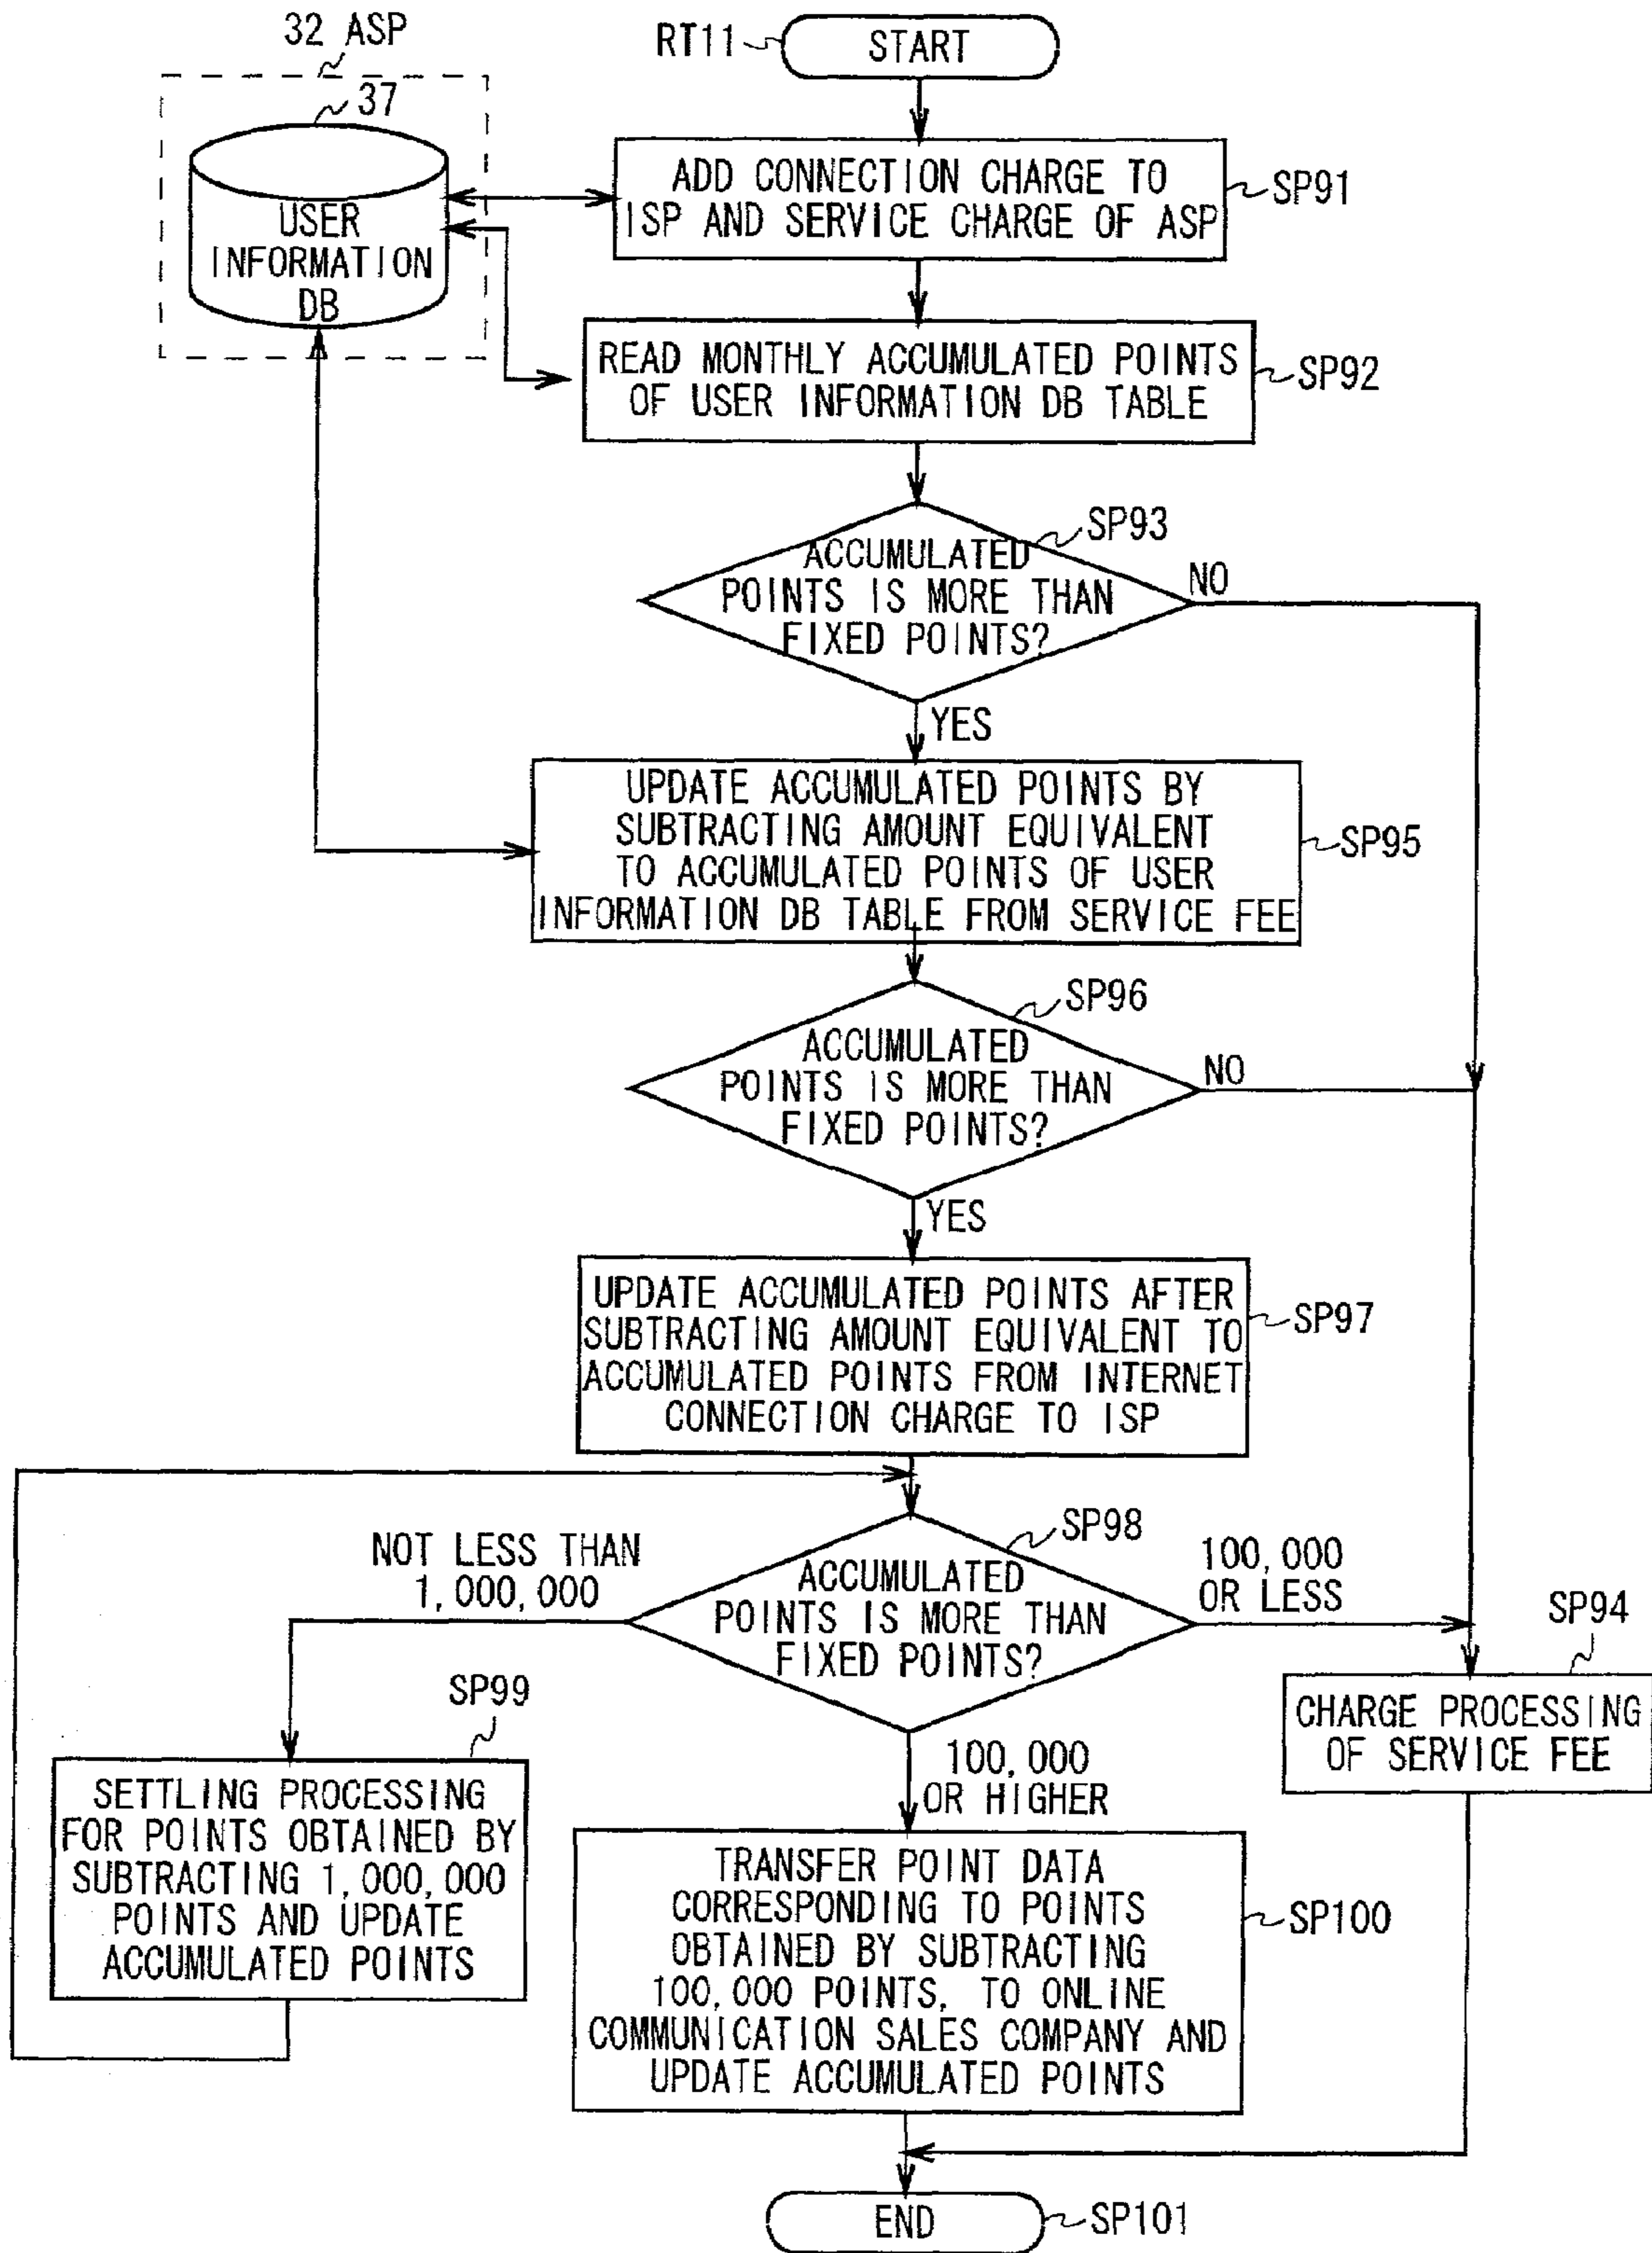 32 ASP
37
USER
INFORMATION
DB
RT11
START
ADD CONNECTION CHARGE TO
ISP AND SERVICE CHARGE OF ASP
SP91
READ MONTHLY ACCUMULATED POINTS
OF USER INFORMATION DB TABLE
SP92
SP93
ACCUMULATED
POINTS IS MORE THAN
FIXED POINTS?
NO
YES
UPDATE ACCUMULATED POINTS BY
SUBTRACTING AMOUNT EQUIVALENT
TO ACCUMULATED POINTS OF USER
INFORMATION DB TABLE FROM SERVICE FEE
SP95
SP96
ACCUMULATED
POINTS IS MORE THAN
FIXED POINTS?
NO
YES
UPDATE ACCUMULATED POINTS AFTER
SUBTRACTING AMOUNT EQUIVALENT TO
ACCUMULATED POINTS FROM INTERNET
CONNECTION CHARGE TO ISP
SP97
SP98
ACCUMULATED
POINTS IS MORE THAN
FIXED POINTS?
NOT LESS THAN
1,000,000
100,000
OR LESS
SP94
CHARGE PROCESSING
OF SERVICE FEE
SP99
SETTLING PROCESSING
FOR POINTS OBTAINED BY
SUBTRACTING 1,000,000
POINTS AND UPDATE
ACCUMULATED POINTS
100,000
OR HIGHER
TRANSFER POINT DATA
CORRESPONDING TO POINTS
OBTAINED BY SUBTRACTING
100,000 POINTS, TO ONLINE
COMMUNICATION SALES COMPANY AND
UPDATE ACCUMULATED POINTS
SP100
END
SP101